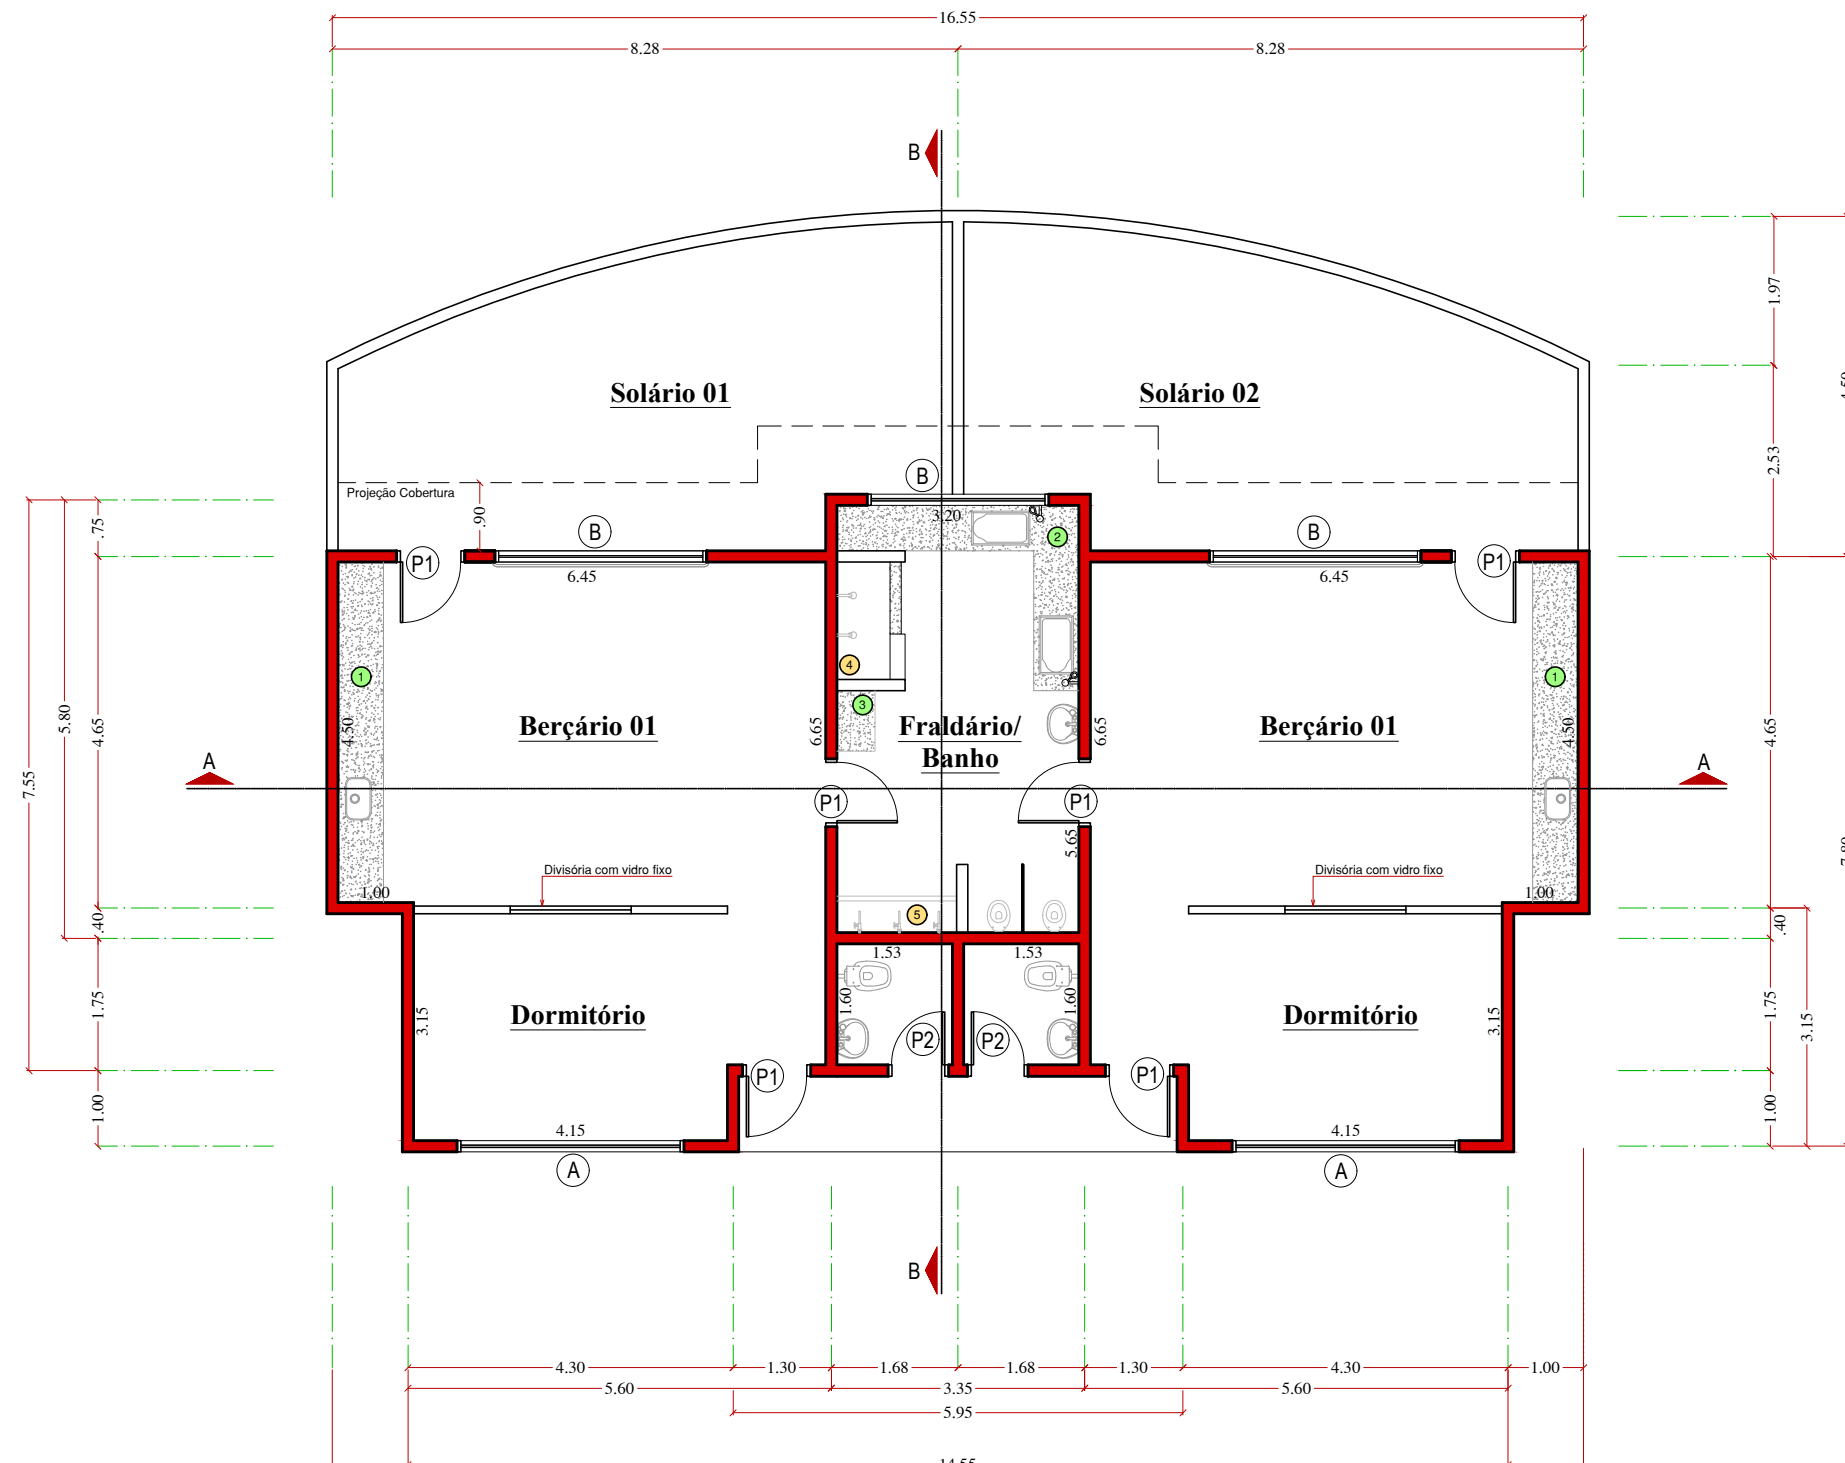 16.55
8.28
8.28
B
1.97
Solário 01
Solário 02
2.53
B
Projeção Cobertura
.90
3.20
.75
B
B
2
P1
P1
6.45
6.45
4
1
1
3
5.80
4.65
4.50
Berçário 01
6.65
Fraldário/
Banho
6.65
Berçário 01
4.50
4.65
7.55
A
A
P1
P1
5.65
Divisória com vidro fixo
Divisória com vidro fixo
1.00
1.00
5
.40
.40
1.53
1.53
1.75
1.60
1.60
1.75
3.15
Dormitório
Dormitório
3.15
3.15
P2
P2
P1
P1
1.00
1.00
4.15
4.15
A
A
B
4.30
1.30
1.68
1.68
1.30
4.30
1.00
5.60
3.35
5.60
5.95